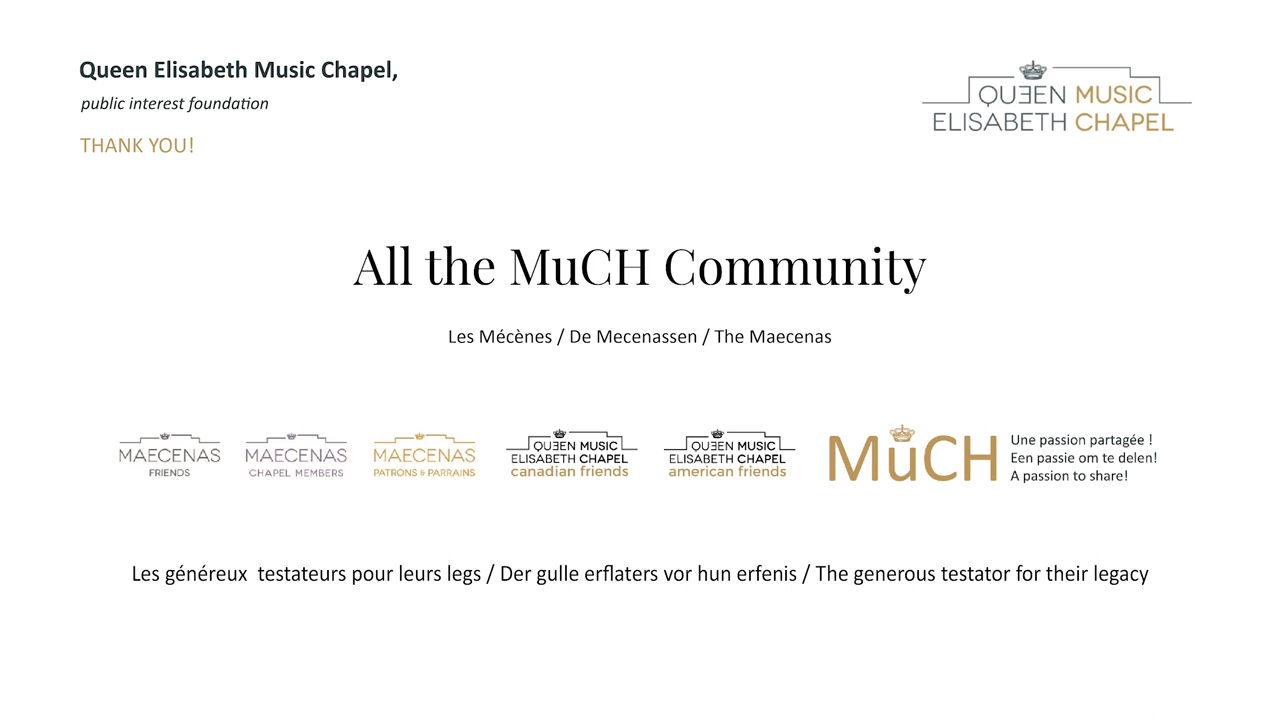 Queen Elisabeth Music Chapel,
public interest foundation
THANK YOU!
QUEEN MUSIC
ELISABETH CHAPEL
All the MuCH Community
Les Mécènes / De Mecenassen / The Maecenas
MAECENAS
FRIENDS
MAECENAS
CHAPEL MEMBERS
MAECENAS
PATRONS & PARRAINS
QUEEN MUSIC
ELISABETH CHAPEL
canadian friends
QUEEN MUSIC
ELISABETH CHAPEL
american friends
MuCH
Une passion partagée !
Een passie om te delen!
A passion to share!
Les généreux  testateurs pour leurs legs / Der gulle erflaters vor hun erfenis / The generous testator for their legacy